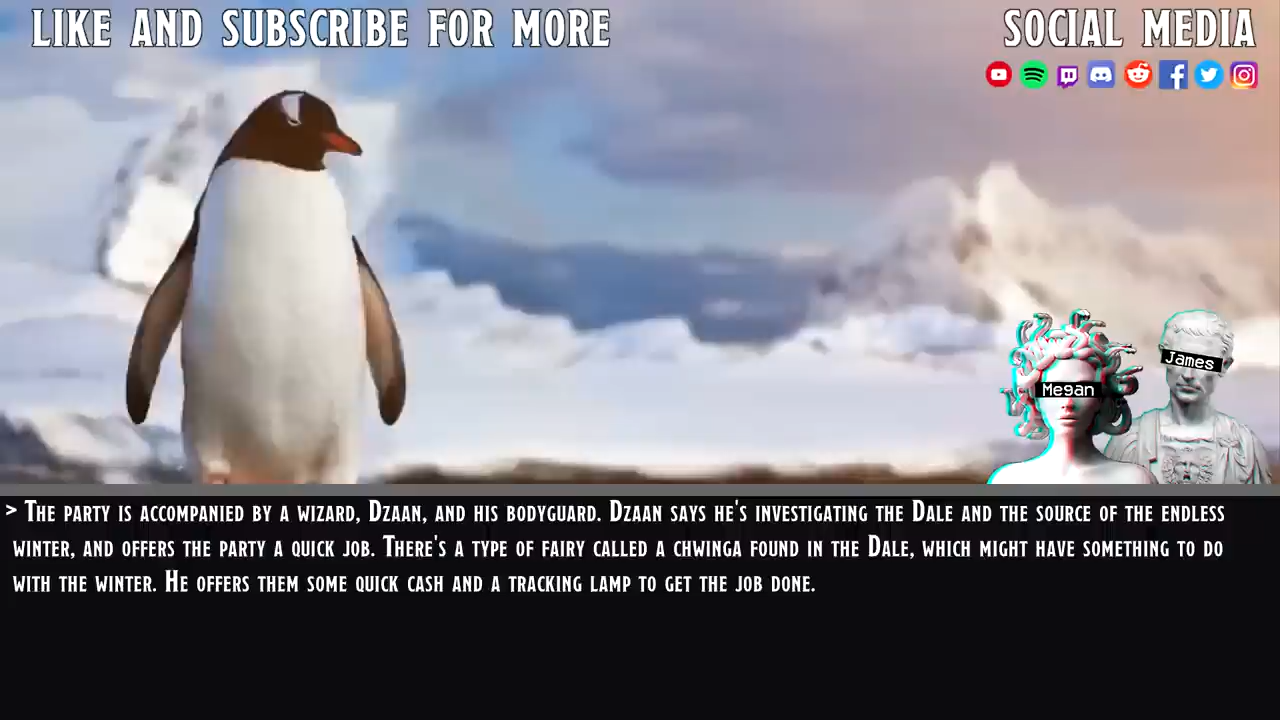 LIKE AND SUBSCRIBE FOR MORE
SOCIAL MEDIA
James
Megan
> THE PARTY IS ACCOMPANIED BY A WIZARD, DZAAN, AND HIS BODYGUARD. DZAAN SAYS HE'S INVESTIGATING THE DALE AND THE SOURCE OF THE ENDLESS
WINTER, AND OFFERS THE PARTY A QUICK JOB. THERE'S A TYPE OF FAIRY CALLED A CHWINGA FOUND IN THE DALE, WHICH MIGHT HAVE SOMETHING TO DO
WITH THE WINTER. HE OFFERS THEM SOME QUICK CASH AND A TRACKING LAMP TO GET THE JOB DONE.